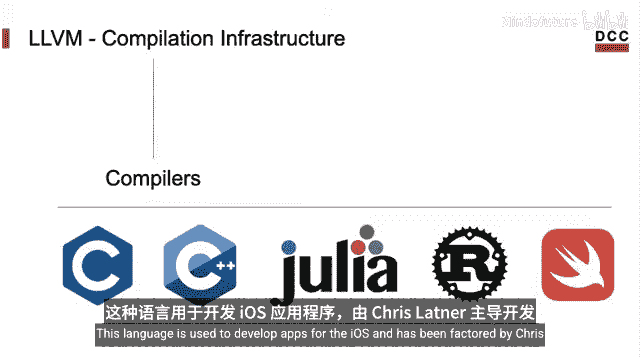 LLVM - Compilation Infrastructure
DCC
Compilers
C
C++
julia
R
这种语言用于开发 iOS 应用程序，由 Chris Latner 主导开发
This language is used to develop apps for the iOS and has been factored by Chris